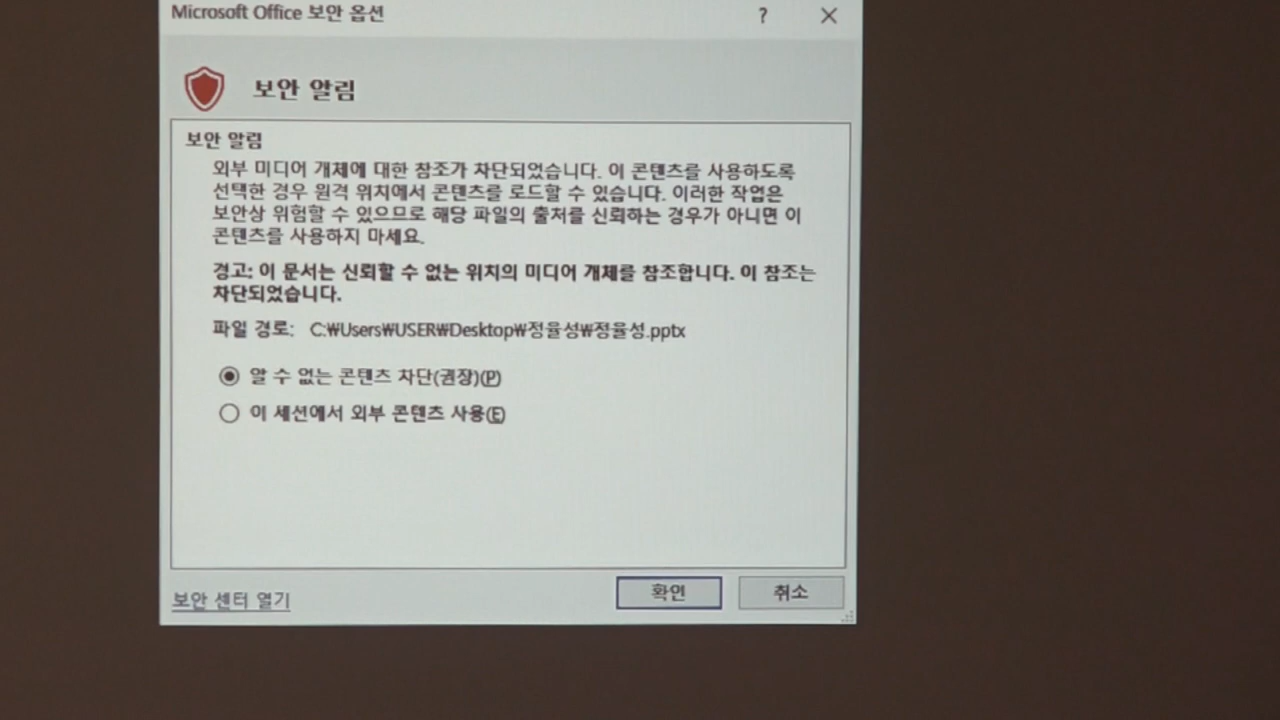 Microsoft Office 보안 옵션
?
보안 알림
보안 알림
외부 미디어 개체에 대한 참조가 차단되었습니다. 이 콘텐츠를 사용하도록
선택한 경우 원격 위치에서 콘텐츠를 로드할 수 있습니다. 이러한 작업은
보안상 위험할 수 있으므로 해당 파일의 출처를 신뢰하는 경우가 아니면 이
콘텐츠를 사용하지 마세요.
경고: 이 문서는 신뢰할 수 없는 위치의 미디어 개체를 참조합니다. 이 참조는
차단되었습니다.
파일 경로: C:₩Users₩USER₩Desktop₩정율성₩정율성.pptx
알 수 없는 콘텐츠 차단(권장)(P)
이 세션에서 외부 콘텐츠 사용(E)
보안 센터 열기
확인
취소